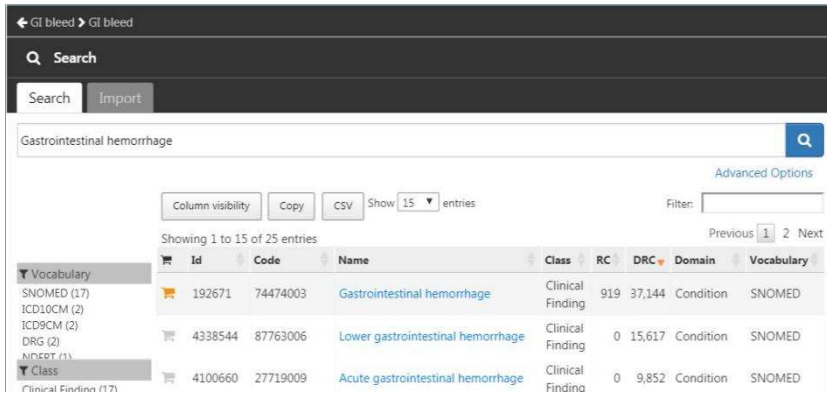 GI bleed > GI bleed
Search
Search Import
Gastrointestinal hemorrhage
Advanced Options
Column visibility Copy CSV Show 15 entries Filter:
Showing 1 to 15 of 25 entries Previous 1 2 Next
Id Code Name Class RC DRC Domain Vocabulary
Vocabulary
SNOMED (17)
ICD10CM (2)
ICD9CM (2)
DRG (2)
NDFRT (1)
Class
Clinical Finding (17)
192671 74474003 Gastrointestinal hemorrhage Clinical Finding 919 37,144 Condition SNOMED
4338544 87763006 Lower gastrointestinal hemorrhage Clinical Finding 0 15,617 Condition SNOMED
4100660 27719009 Acute gastrointestinal hemorrhage Clinical Finding 0 9,852 Condition SNOMED